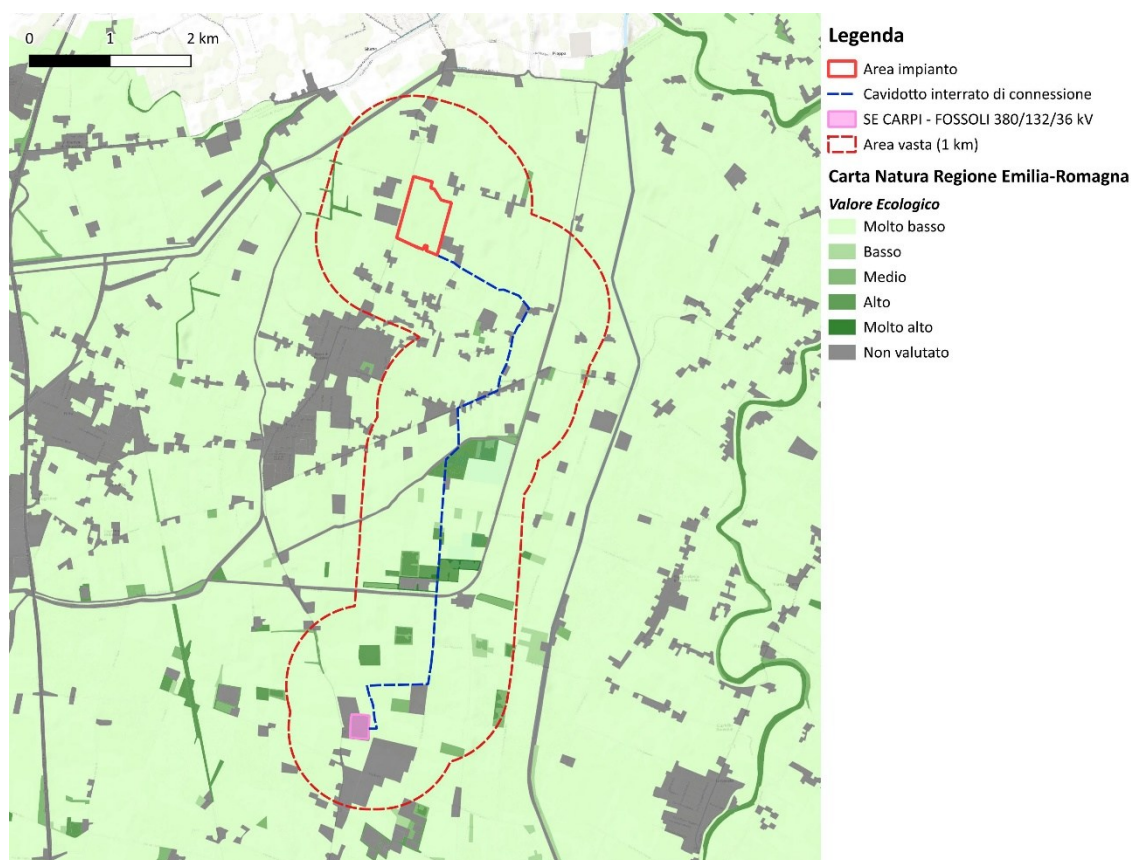 0 1 2 km
Legenda
Area impianto
Cavidotto interrato di connessione
SE CARPI - FOSSOLI 380/132/36 kV
Area vasta (1 km)
Carta Natura Regione Emilia-Romagna
Valore Ecologico
Molto basso
Basso
Medio
Alto
Molto alto
Non valutato